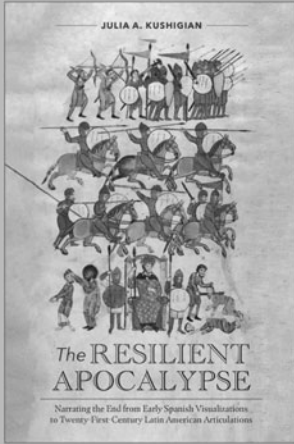 JULIA A. KUSHIGIAN
The RESILIENT
APOCALYPSE
Narrating the End from Early Spanish Visualizations
to Twenty-First-Century Latin American Articulations